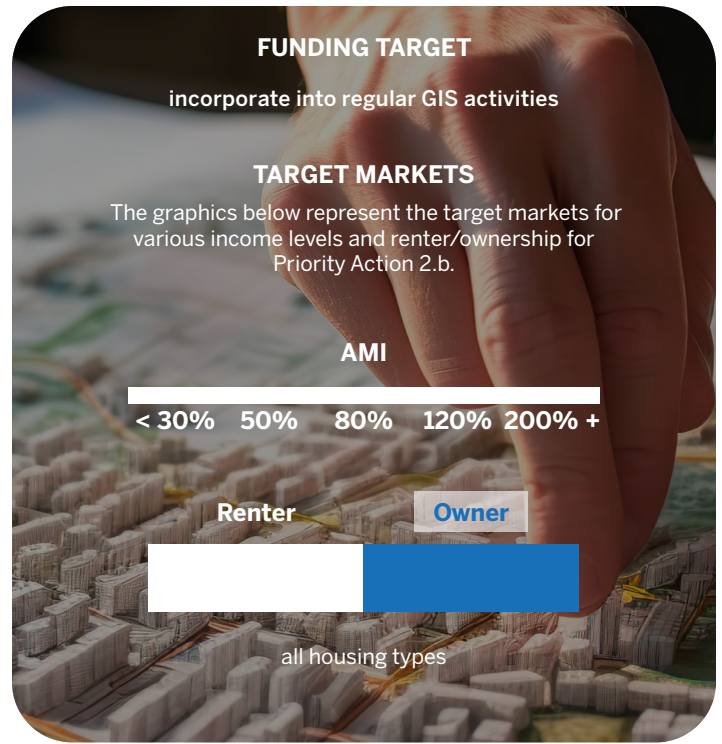 FUNDING TARGET
incorporate into regular GIS activities
TARGET MARKETS
The graphics below represent the target markets for
various income levels and renter/ownership for
Priority Action 2.b.
AMI
< 30% 50% 80% 120% 200% +
Renter Owner
all housing types